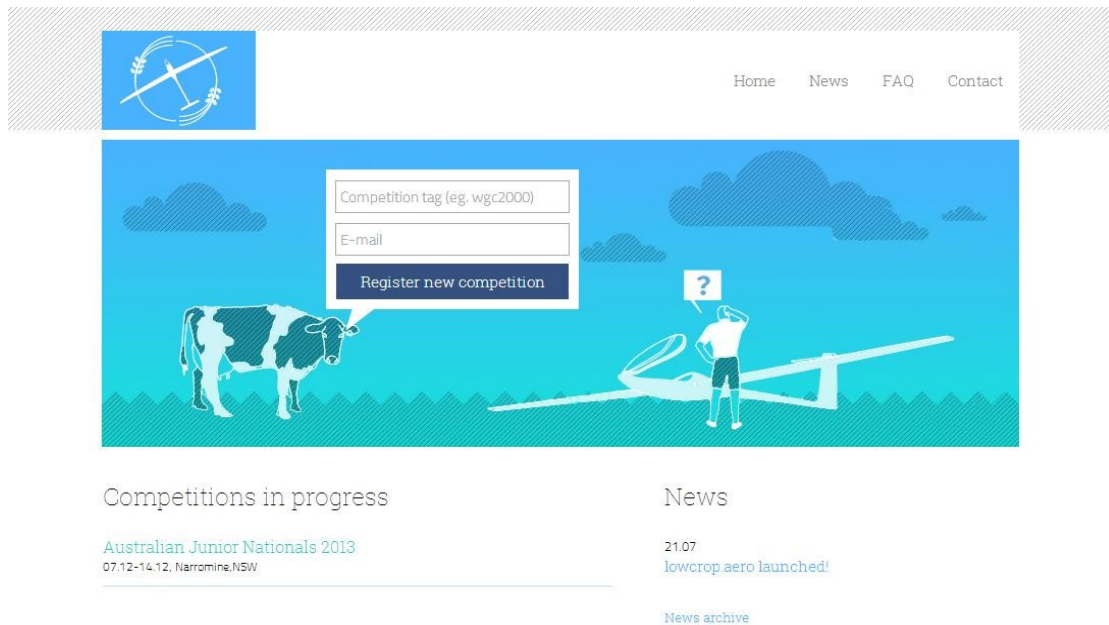 Home News FAQ Contact
Competition tag (eg. wgc2000)
E-mail
Register new competition
?
Competitions in progress
Australian Junior Nationals 2013
07.12-14.12, Narromine,NSW
News
21.07
lowcrop.aero launched!
News archive